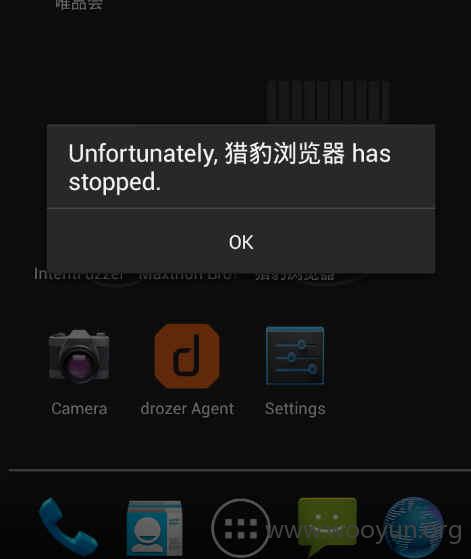 唯品会
Unfortunately, 猎豹浏览器 has
stopped.
OK
Intent Fuzzer Maxthon Bro 猎豹浏览器
Camera drozer Agent Settings
www.wooyun.org